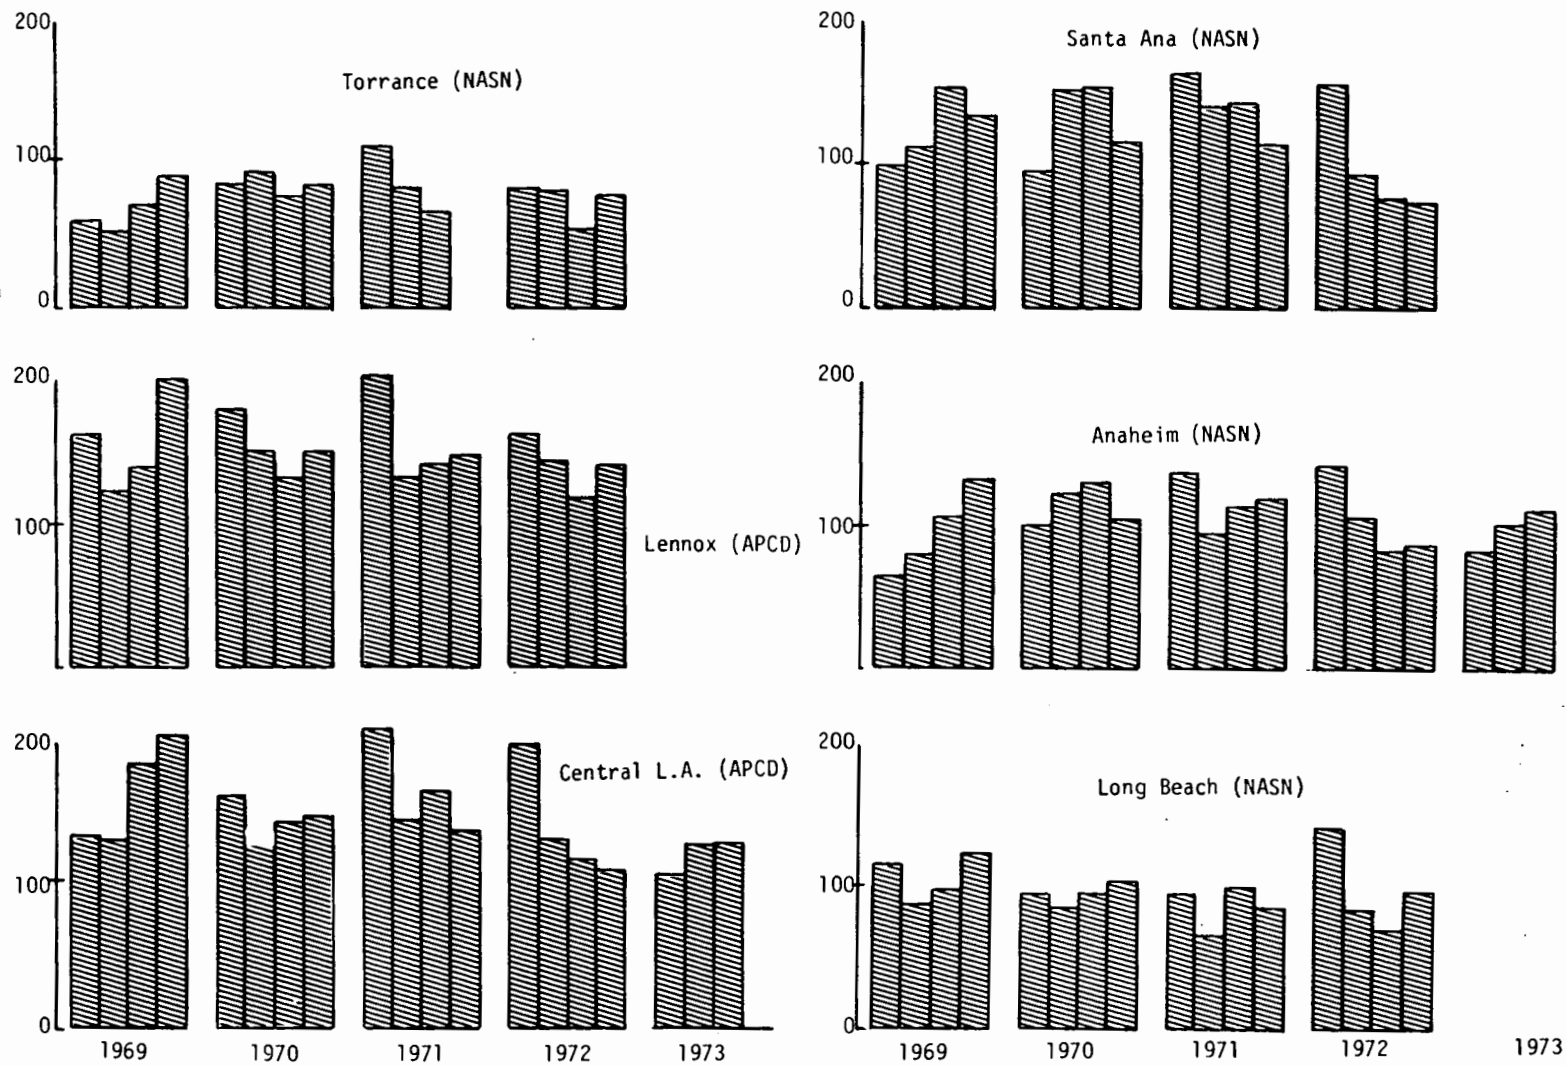 200
Torrance (NASN)
100
0
200
Santa Ana (NASN)
100
0
200
100
Lennox (APCD)
200
Anaheim (NASN)
100
200
Central L.A. (APCD)
100
0
1969 1970 1971 1972 1973
200
Long Beach (NASN)
100
0
1969 1970 1971 1972 1973